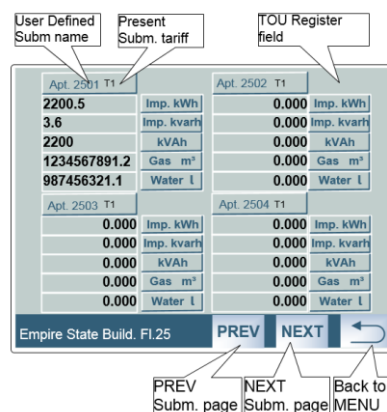 User Defined
Subm name
Present
Subm. tariff
TOU Register
field
Apt. 2501 T1
2200.5 Imp. kWh
3.6 Imp. kvarh
2200 kVAh
1234567891.2 Gas m³
987456321.1 Water l
Apt. 2502 T1
0.000 Imp. kWh
0.000 Imp. kvarh
0.000 kVAh
0.000 Gas m³
0.000 Water l
Apt. 2503 T1
0.000 Imp. kWh
0.000 Imp. kvarh
0.000 kVAh
0.000 Gas m³
0.000 Water l
Apt. 2504 T1
0.000 Imp. kWh
0.000 Imp. kvarh
0.000 kVAh
0.000 Gas m³
0.000 Water l
Empire State Build. Fl.25
PREV
NEXT
PREV
Subm. page
NEXT
Subm. page
Back to
MENU